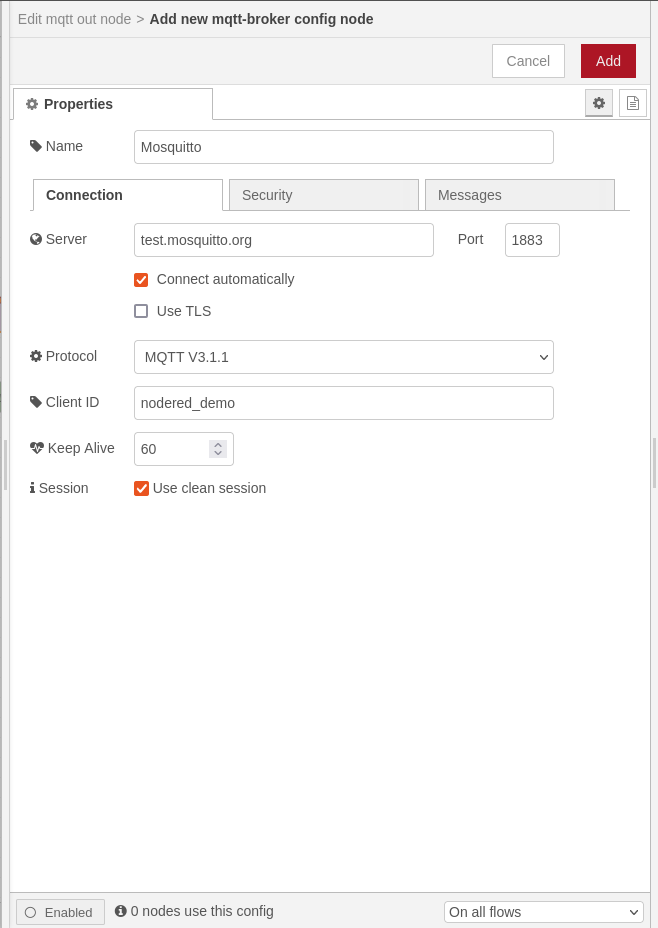 Edit mqtt out node > Add new mqtt-broker config node
Cancel Add
Properties
Name Mosquitto
Connection Security Messages
Server test.mosquitto.org Port 1883
Connect automatically
Use TLS
Protocol MQTT V3.1.1
Client ID nodered_demo
Keep Alive 60
Session Use clean session
Enabled 0 nodes use this config On all flows